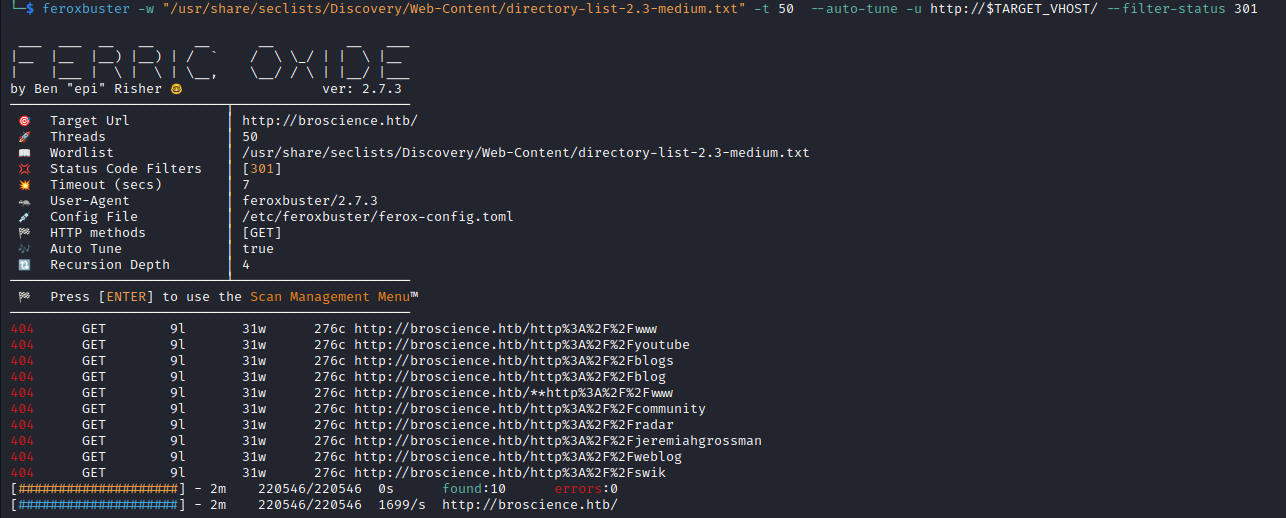 └─$ feroxbuster -w "/usr/share/seclists/Discovery/Web-Content/directory-list-2.3-medium.txt" -t 50  --auto-tune -u http://$TARGET_VHOST/ --filter-status 301
FERRIC OXIDE
by Ben "epi" Risher 🤓                 ver: 2.7.3
🎯 Target Url │ http://broscience.htb/
🚀 Threads │ 50
📖 Wordlist │ /usr/share/seclists/Discovery/Web-Content/directory-list-2.3-medium.txt
💢 Status Code Filters │ [301]
💥 Timeout (secs) │ 7
🦡 User-Agent │ feroxbuster/2.7.3
💉 Config File │ /etc/feroxbuster/ferox-config.toml
🏁 HTTP methods │ [GET]
🎶 Auto Tune │ true
🔃 Recursion Depth │ 4
🏁 Press [ENTER] to use the Scan Management Menu™
404      GET        9l       31w      276c http://broscience.htb/http%3A%2F%2Fwww
404      GET        9l       31w      276c http://broscience.htb/http%3A%2F%2Fyoutube
404      GET        9l       31w      276c http://broscience.htb/http%3A%2F%2Fblogs
404      GET        9l       31w      276c http://broscience.htb/http%3A%2F%2Fblog
404      GET        9l       31w      276c http://broscience.htb/**http%3A%2F%2Fwww
404      GET        9l       31w      276c http://broscience.htb/http%3A%2F%2Fcommunity
404      GET        9l       31w      276c http://broscience.htb/http%3A%2F%2Fradar
404      GET        9l       31w      276c http://broscience.htb/http%3A%2F%2Fjeremiahgrossman
404      GET        9l       31w      276c http://broscience.htb/http%3A%2F%2Fweblog
404      GET        9l       31w      276c http://broscience.htb/http%3A%2F%2Fswik
[####################] - 2m    220546/220546  0s      found:10      errors:0
[####################] - 2m    220546/220546  1699/s  http://broscience.htb/